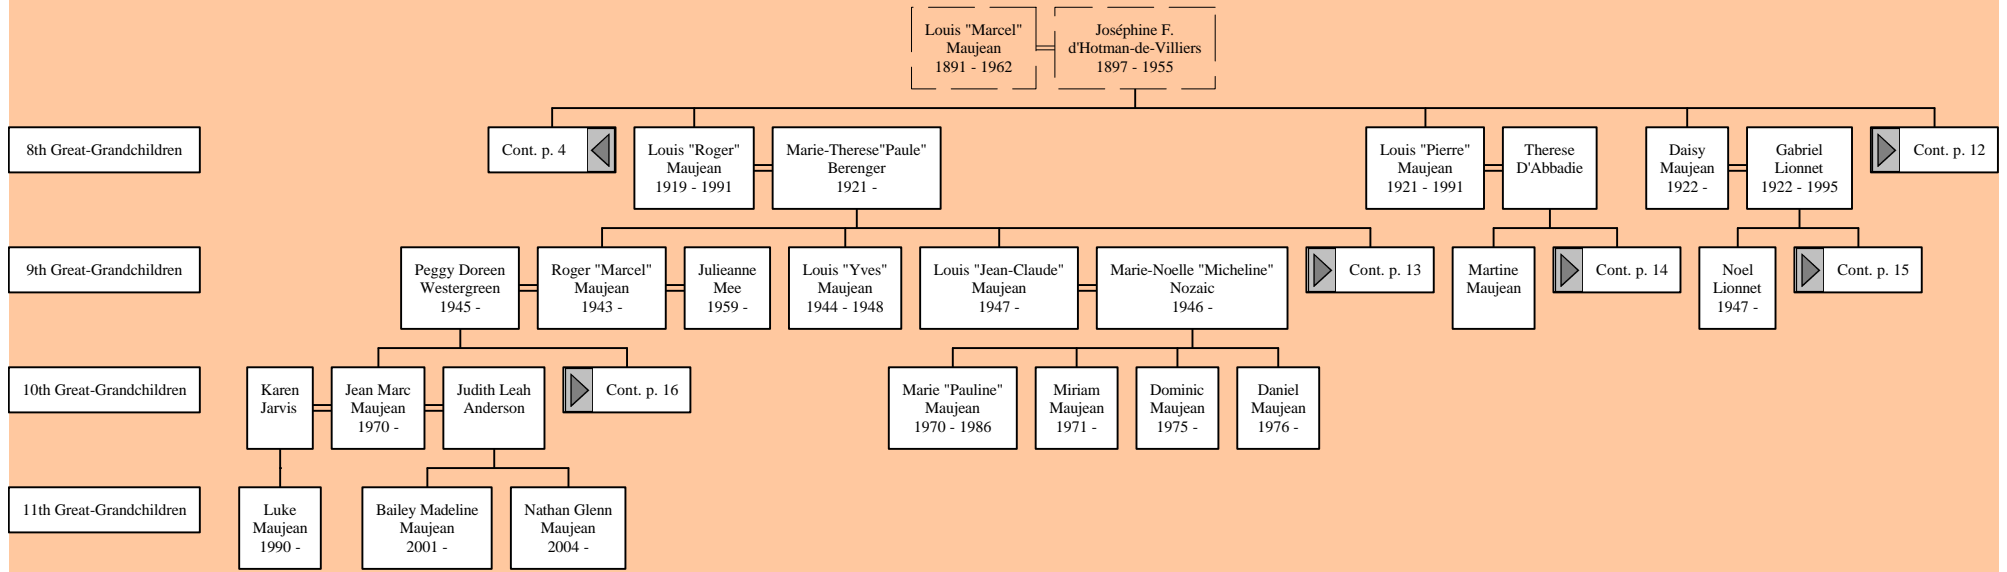 Louis "Marcel"
Maujean
1891 - 1962
Joséphine F.
d'Hotman-de-Villiers
1897 - 1955
8th Great-Grandchildren
Cont. p. 4
Louis "Roger"
Maujean
1919 - 1991
Marie-Therese"Paule"
Berenger
1921 -
Louis "Pierre"
Maujean
1921 - 1991
Therese
D'Abbadie
Daisy
Maujean
1922 -
Gabriel
Lionnet
1922 - 1995
Cont. p. 12
9th Great-Grandchildren
Peggy Doreen
Westergreen
1945 -
Roger "Marcel"
Maujean
1943 -
Julieanne
Mee
1959 -
Louis "Yves"
Maujean
1944 - 1948
Louis "Jean-Claude"
Maujean
1947 -
Marie-Noelle "Micheline"
Nozaic
1946 -
Cont. p. 13
Martine
Maujean
Cont. p. 14
Noel
Lionnet
1947 -
Cont. p. 15
10th Great-Grandchildren
Karen
Jarvis
Jean Marc
Maujean
1970 -
Judith Leah
Anderson
Cont. p. 16
Marie "Pauline"
Maujean
1970 - 1986
Miriam
Maujean
1971 -
Dominic
Maujean
1975 -
Daniel
Maujean
1976 -
11th Great-Grandchildren
Luke
Maujean
1990 -
Bailey Madeline
Maujean
2001 -
Nathan Glenn
Maujean
2004 -